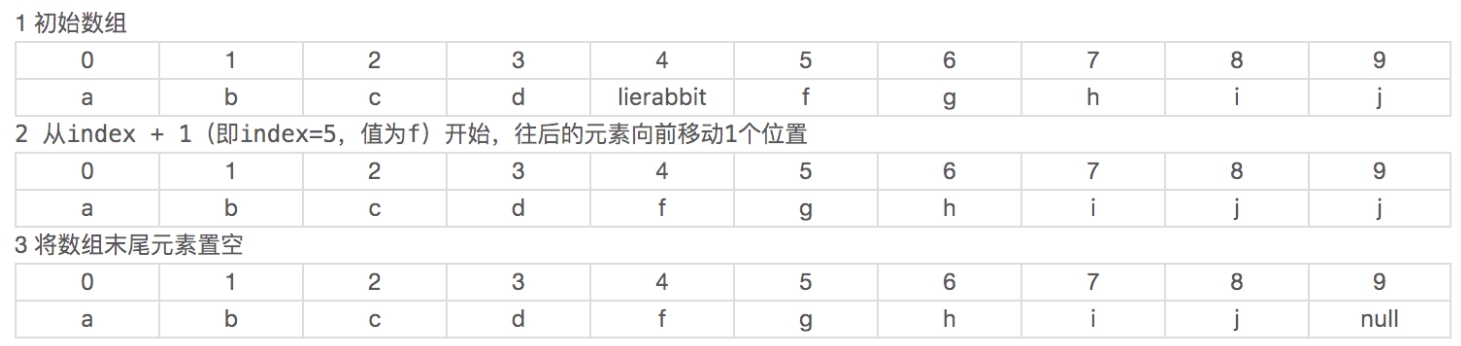 1 初始数组
0 1 2 3 4 5 6 7 8 9
a b c d lierabbit f g h i j
2 从index + 1（即index=5，值为f）开始，往后的元素向前移动1个位置
0 1 2 3 4 5 6 7 8 9
a b c d f g h i j j
3 将数组末尾元素置空
0 1 2 3 4 5 6 7 8 9
a b c d f g h i j null